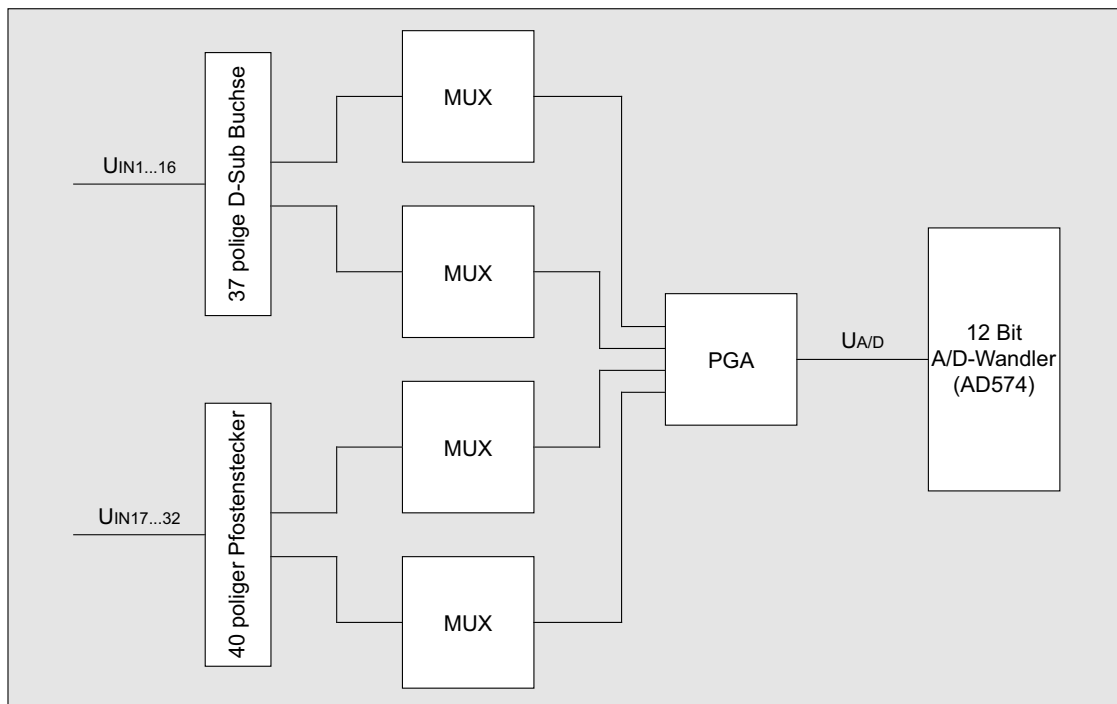 UIN1...16
37 polige D-Sub Buchse
MUX
MUX
UIN17...32
40 poliger Pfostenstecker
MUX
MUX
PGA
UA/D
12 Bit
A/D-Wandler
(AD574)